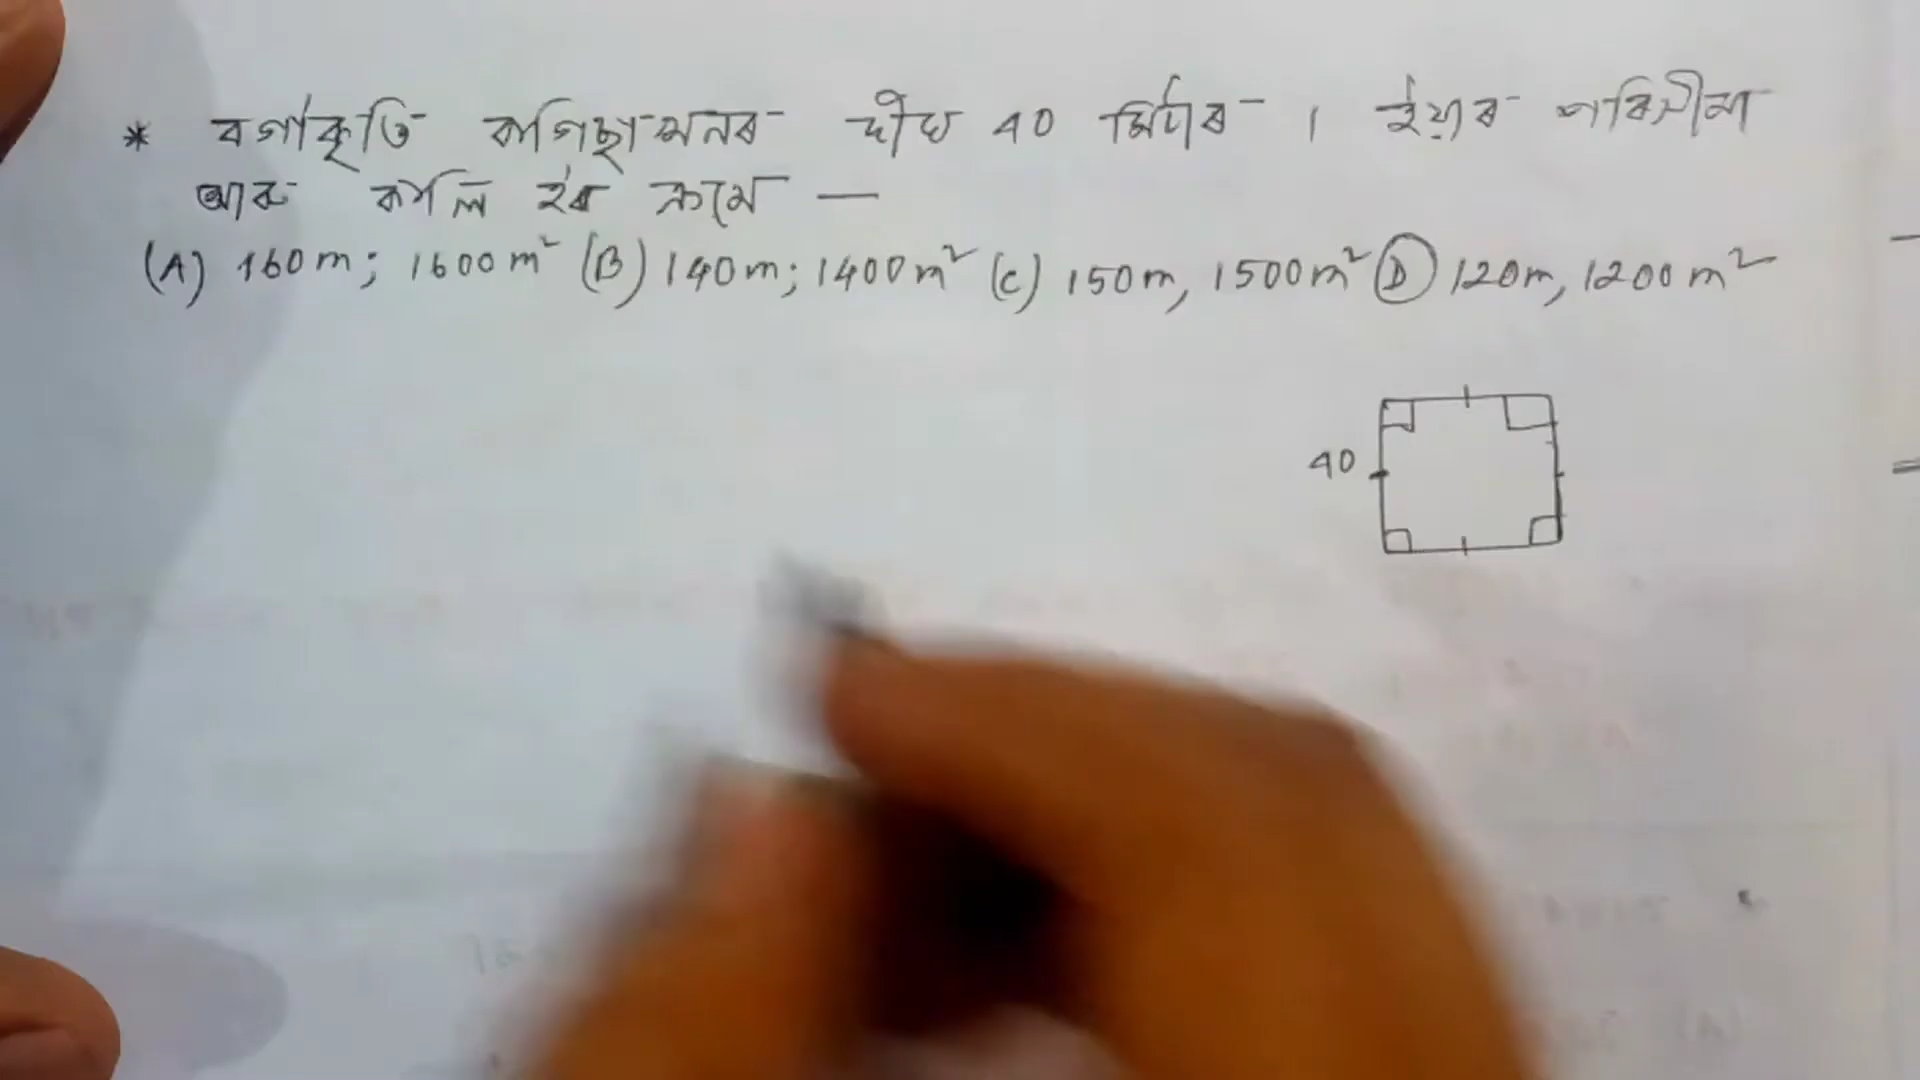 * বৰ্গাকৃতি বাগিছাখনৰ দীঘ 40 মিটাৰ । ইয়াৰ পৰিসীমা
আৰু কালি হ'ব ক্ৰমে —
(A) 160m; 1600m² (B) 140m; 1400m² (C) 150m, 1500m² (D) 120m, 1200m²
40